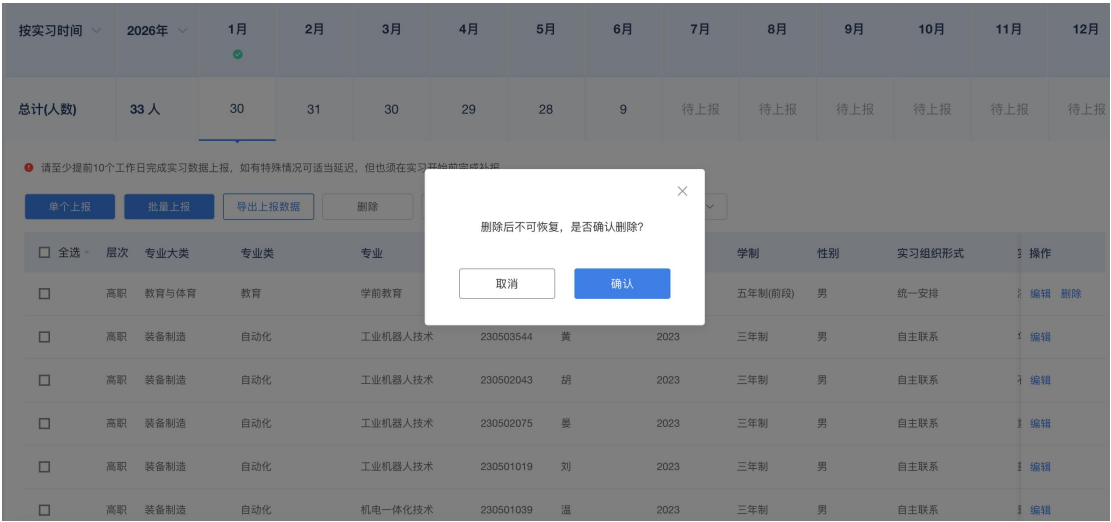 按实习时间 2026年 1月 2月 3月 4月 5月 6月 7月 8月 9月 10月 11月 12月
总计(人数) 33 人 30 31 30 29 28 9 待上报 待上报 待上报 待上报 待上报 待上报
请至少提前10个工作日完成实习数据上报，如有特殊情况可适当延迟，但也须在实习开始前完成补报
单个上报 批量上报 导出上报数据 删除
删除后不可恢复，是否确认删除?
取消 确认
全选 层次 专业大类 专业类 专业 学制 性别 实习组织形式 操作
高职 教育与体育 教育 学前教育 五年制(前段) 男 统一安排 编辑 删除
高职 装备制造 自动化 工业机器人技术 230503544 黄 2023 三年制 男 自主联系 编辑
高职 装备制造 自动化 工业机器人技术 230502043 胡 2023 三年制 男 自主联系 编辑
高职 装备制造 自动化 工业机器人技术 230502075 晏 2023 三年制 男 自主联系 编辑
高职 装备制造 自动化 工业机器人技术 230501019 刘 2023 三年制 男 自主联系 编辑
高职 装备制造 自动化 机电一体化技术 230501039 温 2023 三年制 男 自主联系 编辑